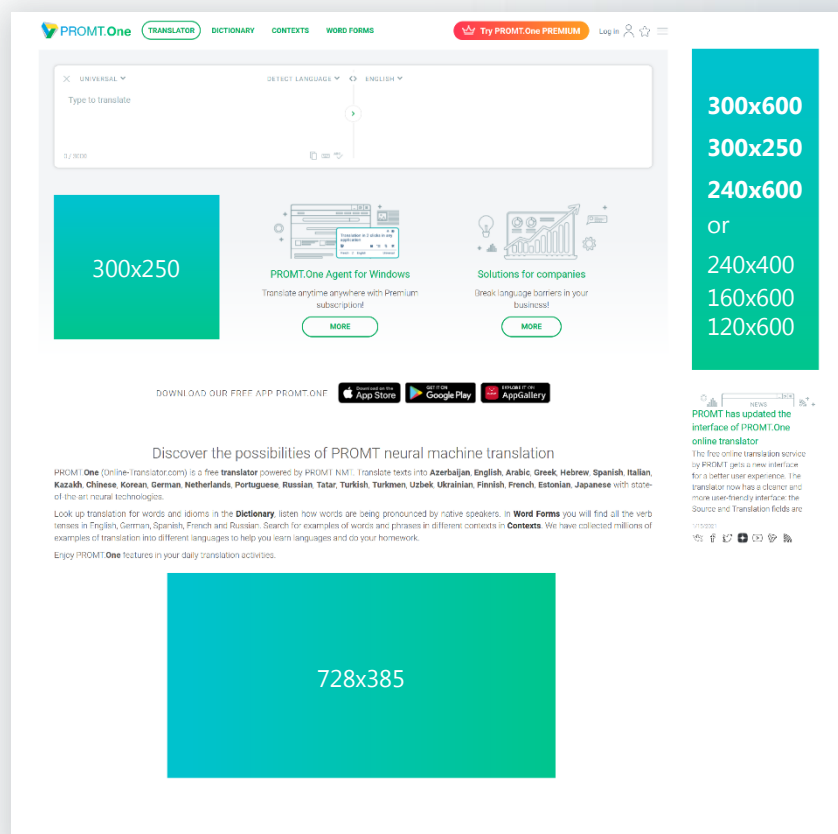 PROMT.One TRANSLATOR DICTIONARY CONTEXTS WORD FORMS Try PROMT.One PREMIUM Log in
UNIVERSAL DETECT LANGUAGE ENGLISH
Type to translate
300x600
300x250
240x600
or
240x400
160x600
120x600
300x250
PROMT.One Agent for Windows
Translate anytime anywhere with Premium
subscription!
MORE
Solutions for companies
Break language barriers in your
business!
MORE
DOWNLOAD OUR FREE APP PROMT.ONE
Download on the
App Store
GET IT ON
Google Play
EXPLORE IT ON
AppGallery
NEWS
PROMT has updated the
interface of PROMT.One
online translator
The free online translation service
by PROMT gets a new interface
for a better user experience. The
translator now has a cleaner and
more user-friendly interface: the
Source and Translation fields are
Discover the possibilities of PROMT neural machine translation
PROMT.One (Online-Translator.com) is a free translator powered by PROMT NMT. Translate texts into Azerbaijan, English, Arabic, Greek, Hebrew, Spanish, Italian,
Kazakh, Chinese, Korean, German, Netherlands, Portuguese, Russian, Tatar, Turkish, Turkmen, Uzbek, Ukrainian, Finnish, French, Estonian, Japanese with state-
of-the-art neural technologies.
Look up translation for words and idioms in the Dictionary, listen how words are being pronounced by native speakers. In Word Forms you will find all the verb
tenses in English, German, Spanish, French and Russian. Search for examples of words and phrases in different contexts in Contexts. We have collected millions of
examples of translation into different languages to help you learn languages and do your homework.
Enjoy PROMT.One features in your daily translation activities.
728x385